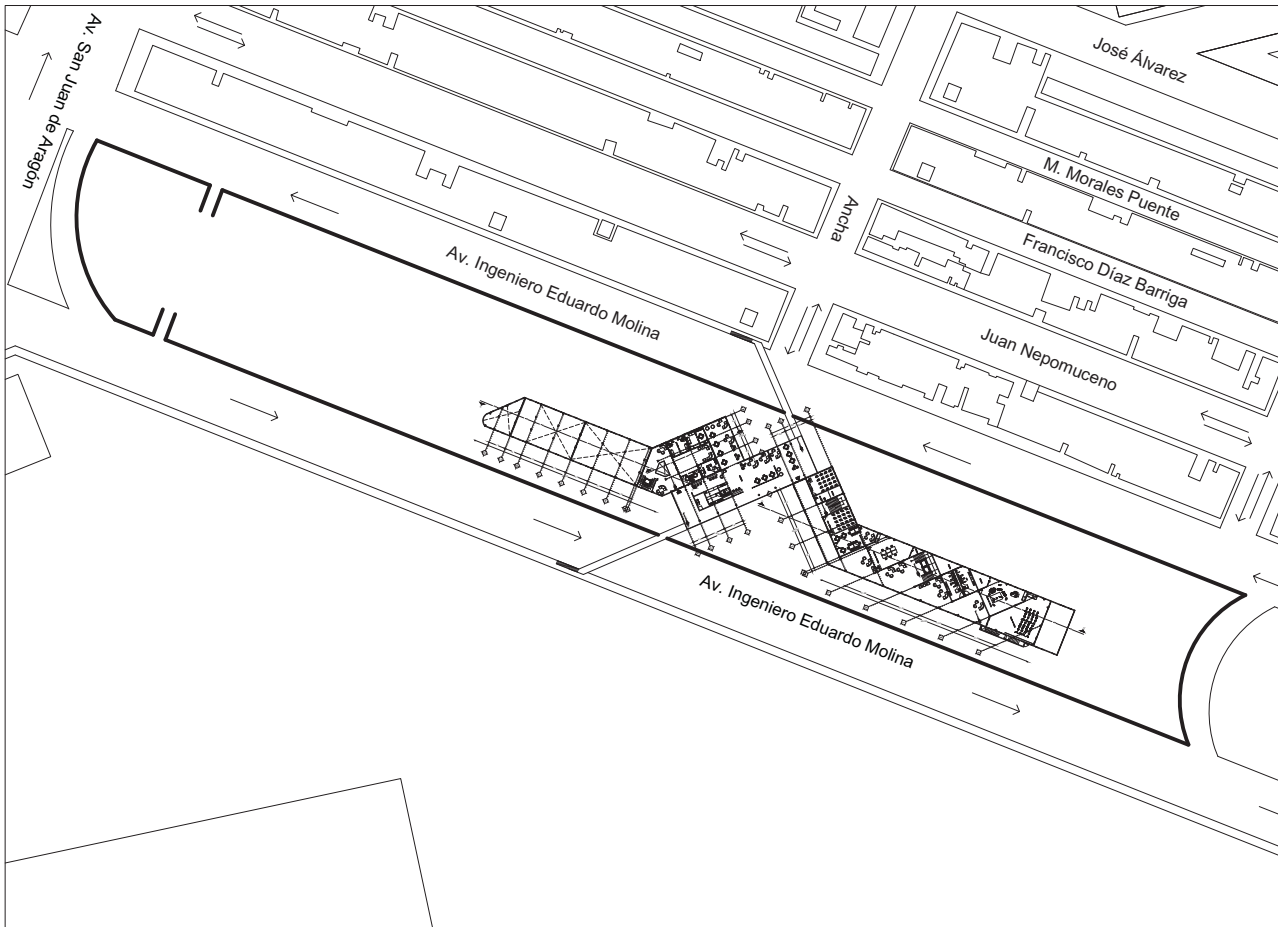 José Álvarez
Av. San Juan de Aragón
M. Morales Puente
Ancha
Francisco Díaz Barriga
Av. Ingeniero Eduardo Molina
Juan Nepomuceno
Av. Ingeniero Eduardo Molina